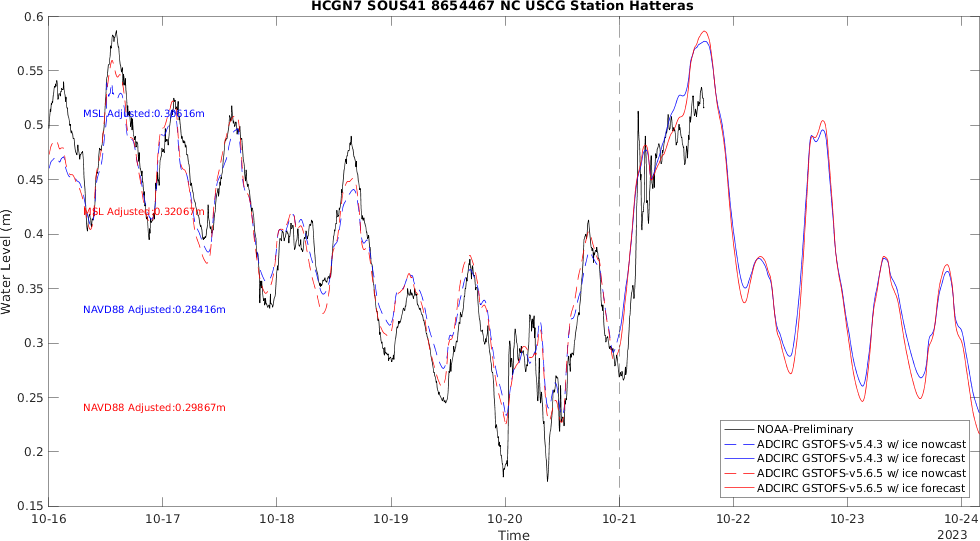 HCGN7 SOUS41 8654467 NC USCG Station Hatteras
0.6
0.55
0.5
0.45
0.4
0.35
0.3
0.25
0.2
0.15
Water Level (m)
MSL Adjusted:0.30616m
MSL Adjusted:0.32067m
NAVD88 Adjusted:0.28416m
NAVD88 Adjusted:0.29867m
NOAA-Preliminary
ADCIRC GSTOFS-v5.4.3 w/ ice nowcast
ADCIRC GSTOFS-v5.4.3 w/ ice forecast
ADCIRC GSTOFS-v5.6.5 w/ ice nowcast
ADCIRC GSTOFS-v5.6.5 w/ ice forecast
10-16 10-17 10-18 10-19 10-20 10-21 10-22 10-23 10-24
Time
2023